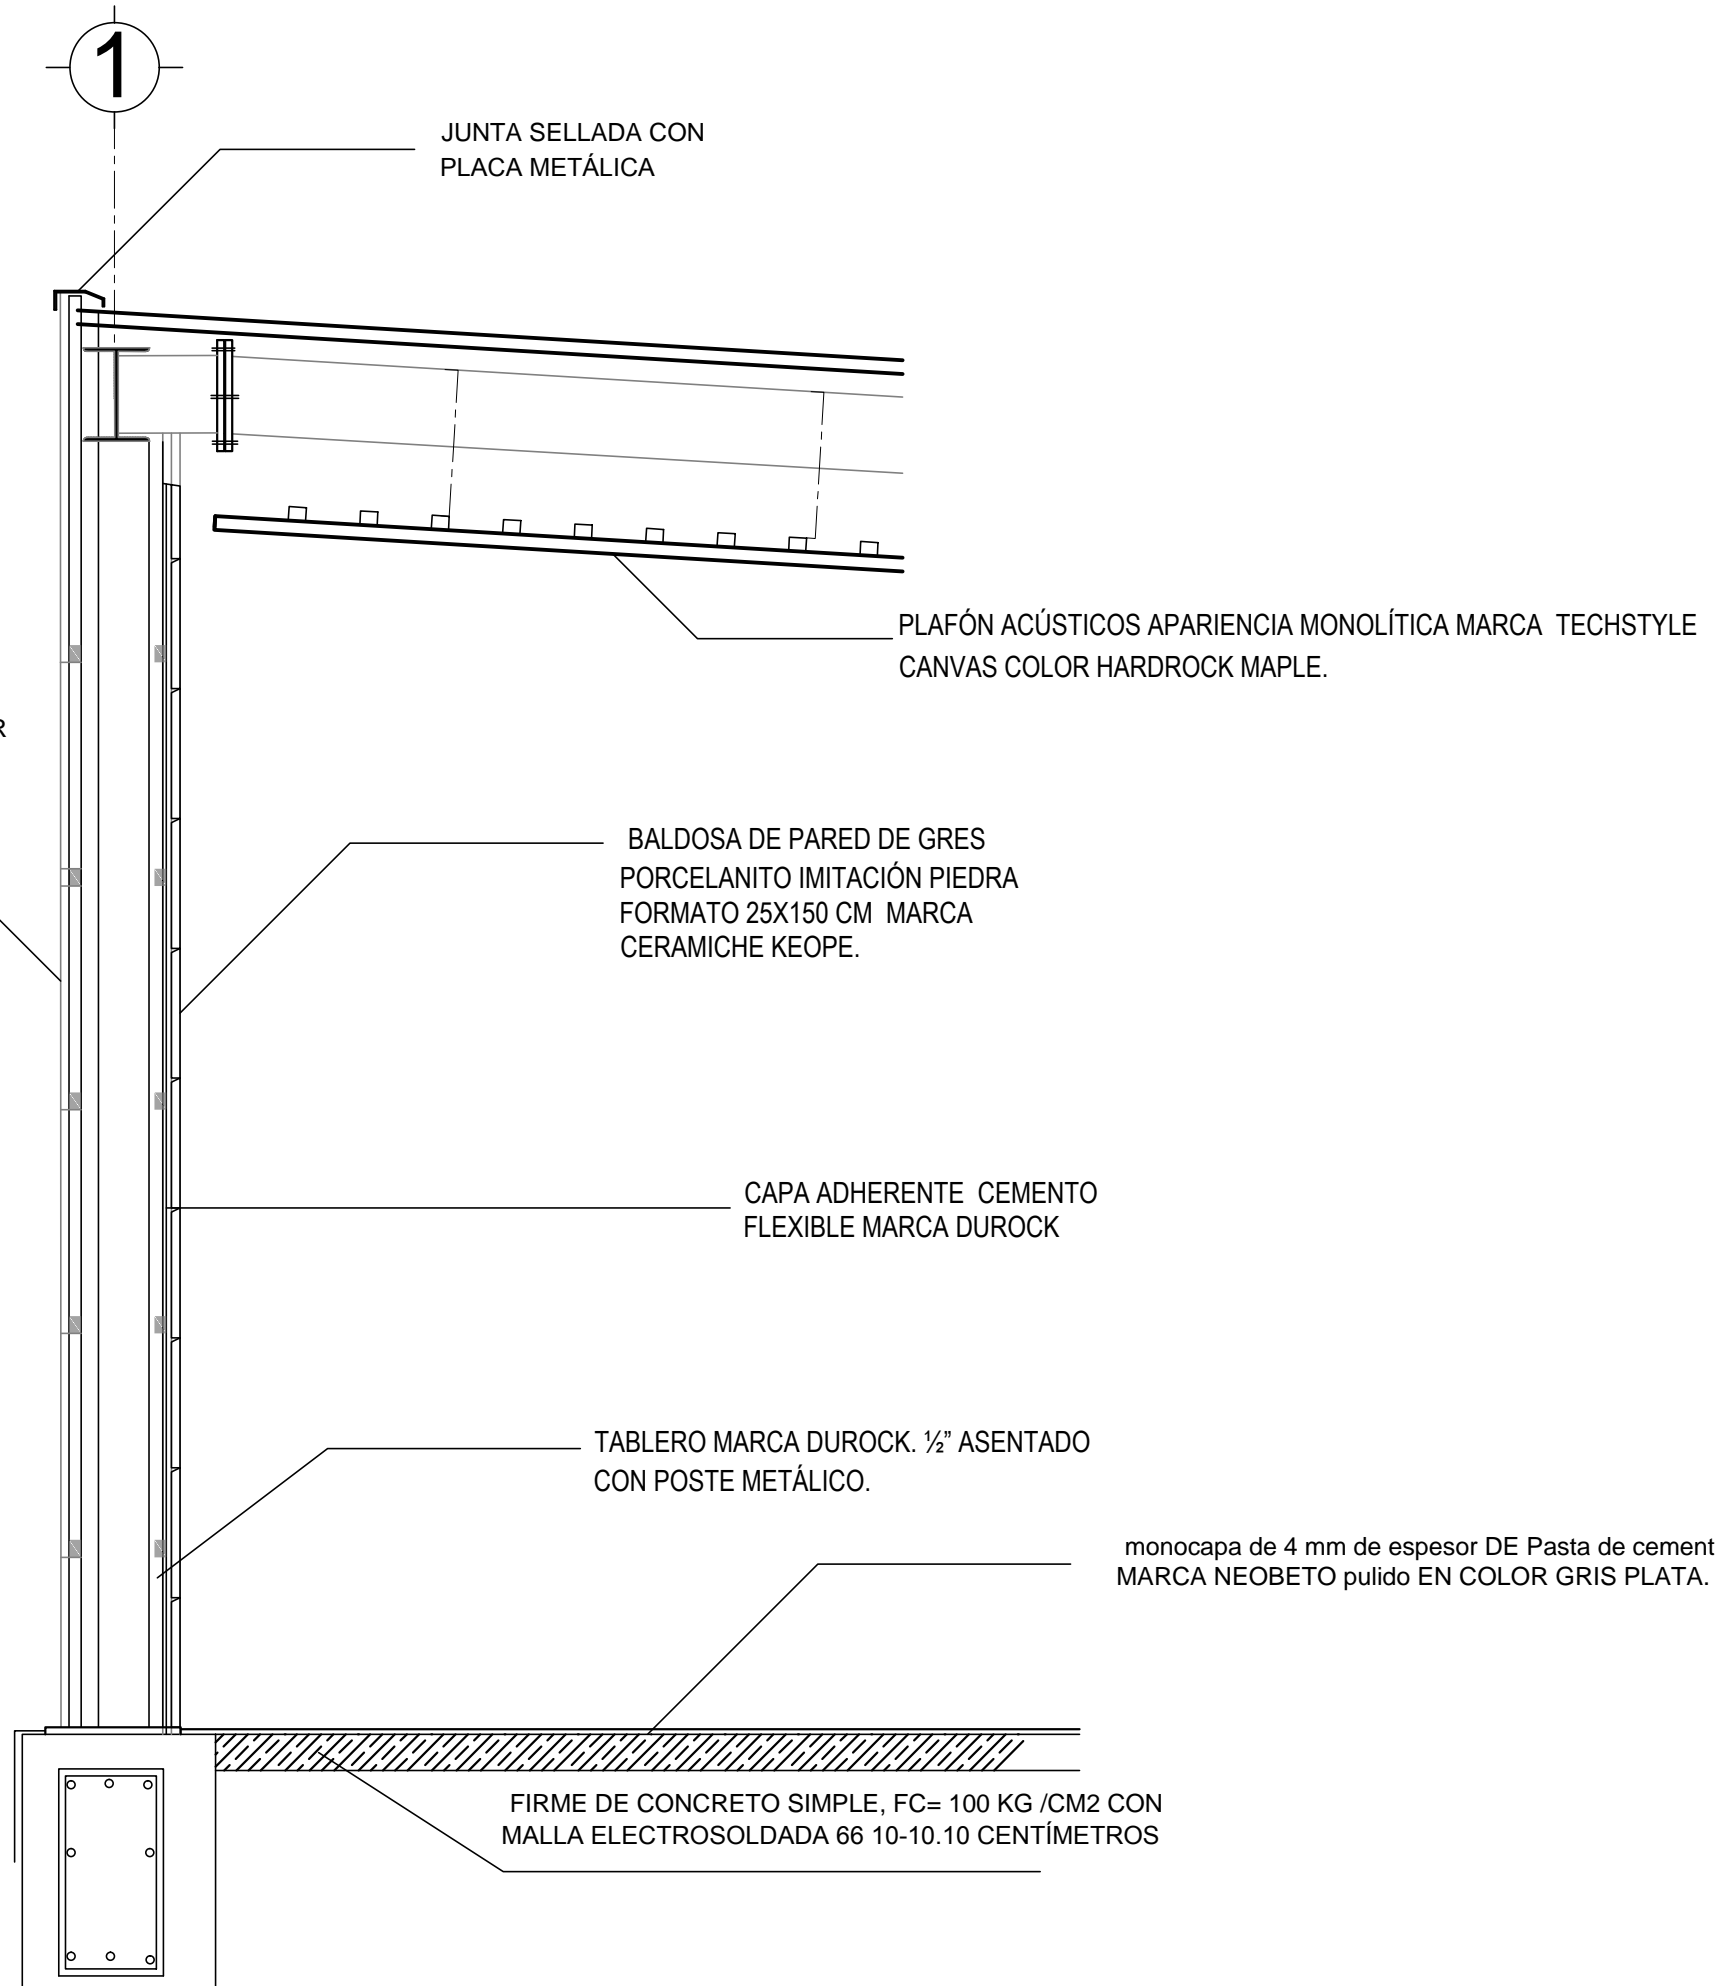 1
JUNTA SELLADA CON
PLACA METÁLICA
PLAFÓN ACÚSTICOS APARIENCIA MONOLÍTICA MARCA TECHSTYLE
CANVAS COLOR HARDROCK MAPLE.
R
BALDOSA DE PARED DE GRES
PORCELANITO IMITACIÓN PIEDRA
FORMATO 25X150 CM MARCA
CERAMICHE KEOPE.
CAPA ADHERENTE CEMENTO
FLEXIBLE MARCA DUROCK
TABLERO MARCA DUROCK. ½” ASENTADO
CON POSTE METÁLICO.
monocapa de 4 mm de espesor DE Pasta de cement
MARCA NEOBETO pulido EN COLOR GRIS PLATA.
FIRME DE CONCRETO SIMPLE, FC= 100 KG /CM2 CON
MALLA ELECTROSOLDADA 66 10-10.10 CENTÍMETROS